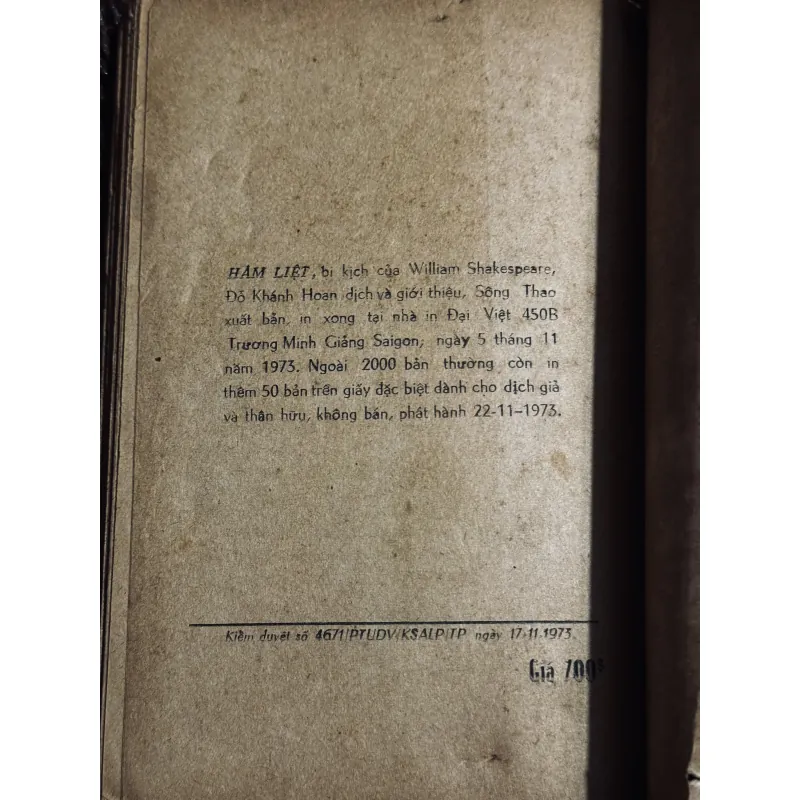 HĂM LIỆT, bi kịch của William Shakespeare,
Đỗ Khánh Hoan dịch và giới thiệu, Sông Thao
xuất bản, in xong tại nhà in Đại Việt 450B
Trương Minh Giảng Saigon, ngày 5 tháng 11
năm 1973. Ngoài 2000 bản thường còn in
thêm 50 bản trên giấy đặc biệt dành cho dịch giả
và thân hữu, không bán, phát hành 22-11-1973.
Kiểm duyệt số 4671/PTUDV/KSALP/TP ngày 17-11-1973
Giá 700$